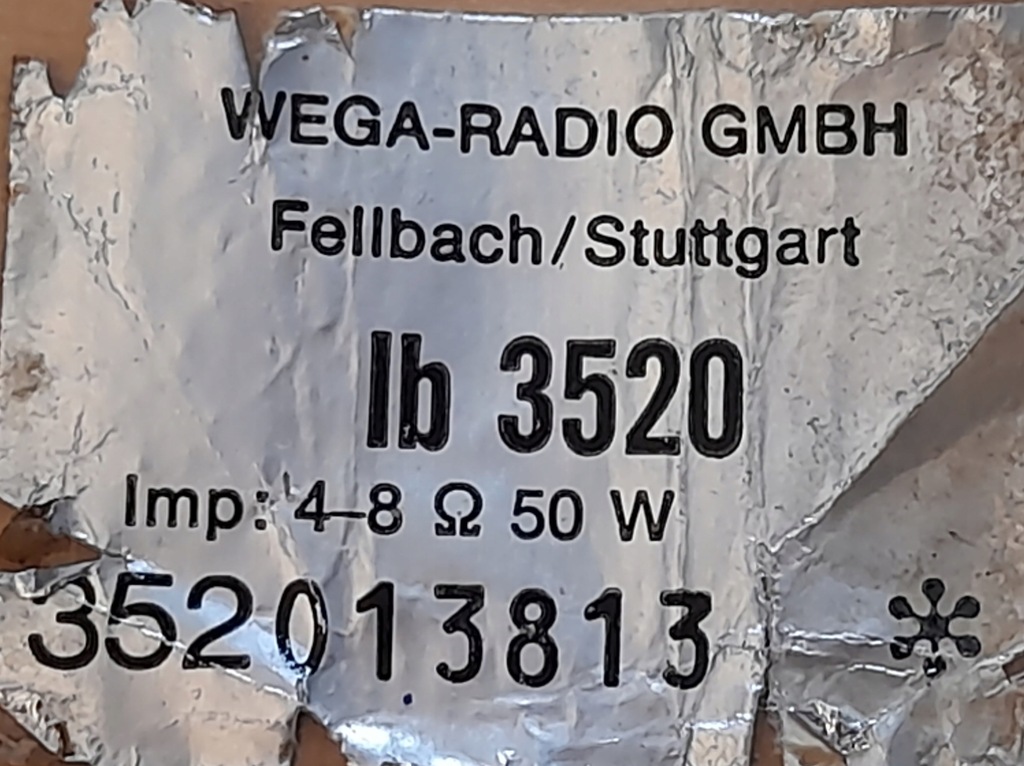 WEGA-RADIO GMBH
Fellbach/Stuttgart
lb 3520
Imp: 4-8 Ω 50 W
352013813 *